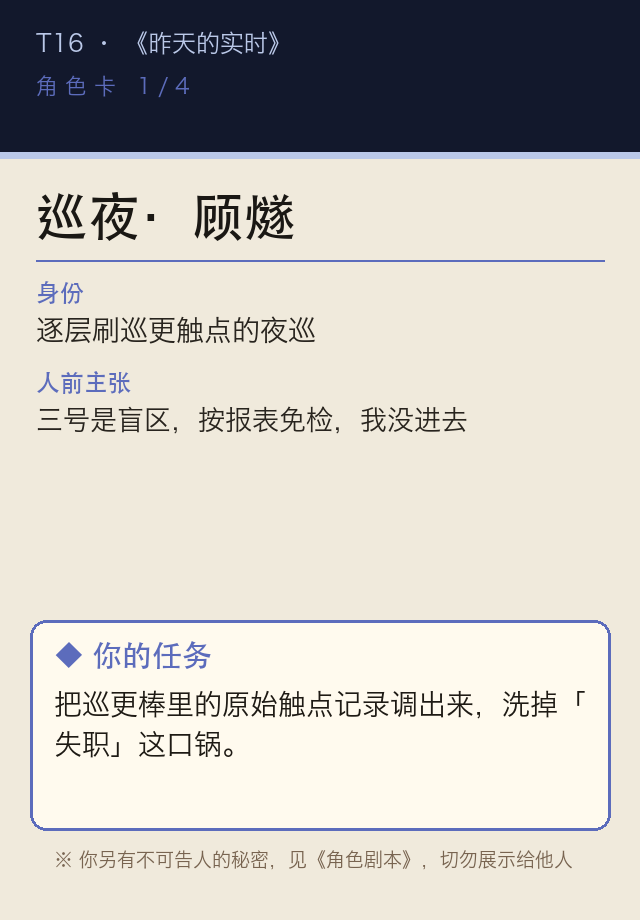 T16 · 《昨天的实时》
角色卡 1/4
巡夜· 顾燧
身份
逐层刷巡更触点的夜巡
人前主张
三号是盲区，按报表免检，我没进去
◆ 你的任务
把巡更棒里的原始触点记录调出来，洗掉「
失职」这口锅。
※ 你另有不可告人的秘密，见《角色剧本》，切勿展示给他人